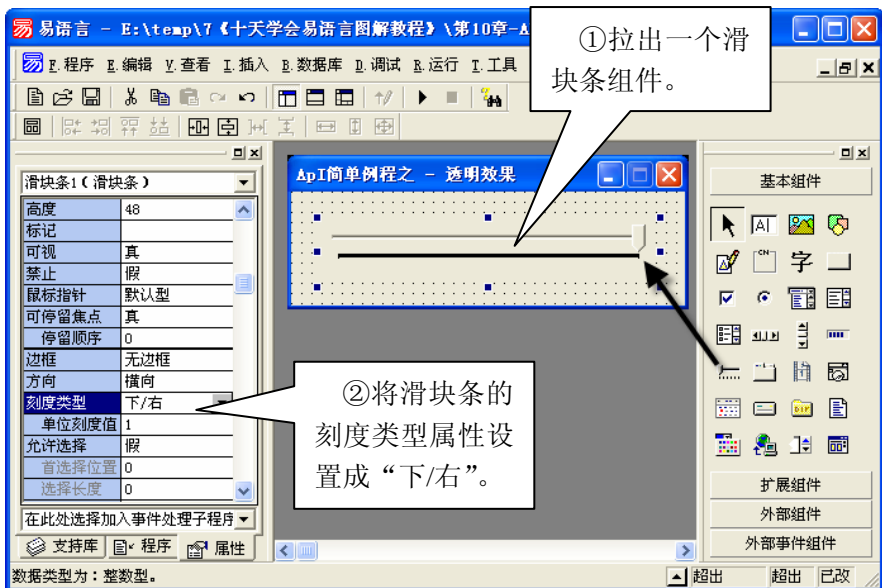 易语言 - E:\temp\7《十天学会易语言图解教程》\第10章-A
①拉出一个滑
块条组件。
F.程序 E.编辑 V.查看 I.插入 B.数据库 D.调试 R.运行 T.工具
滑块条1（滑块条）
高度 48
标记
可视 真
禁止 假
鼠标指针 默认型
可停留焦点 真
停留顺序 0
边框 无边框
方向 横向
刻度类型 下/右
单位刻度值 1
允许选择 假
首选择位置 0
选择长度 0
在此处选择加入事件处理子程序
支持库 程序 属性
ApI简单例程之 - 透明效果
②将滑块条的
刻度类型属性设
置成“下/右”。
基本组件
扩展组件
外部组件
外部事件组件
数据类型为：整数型。
超出 超出 已改